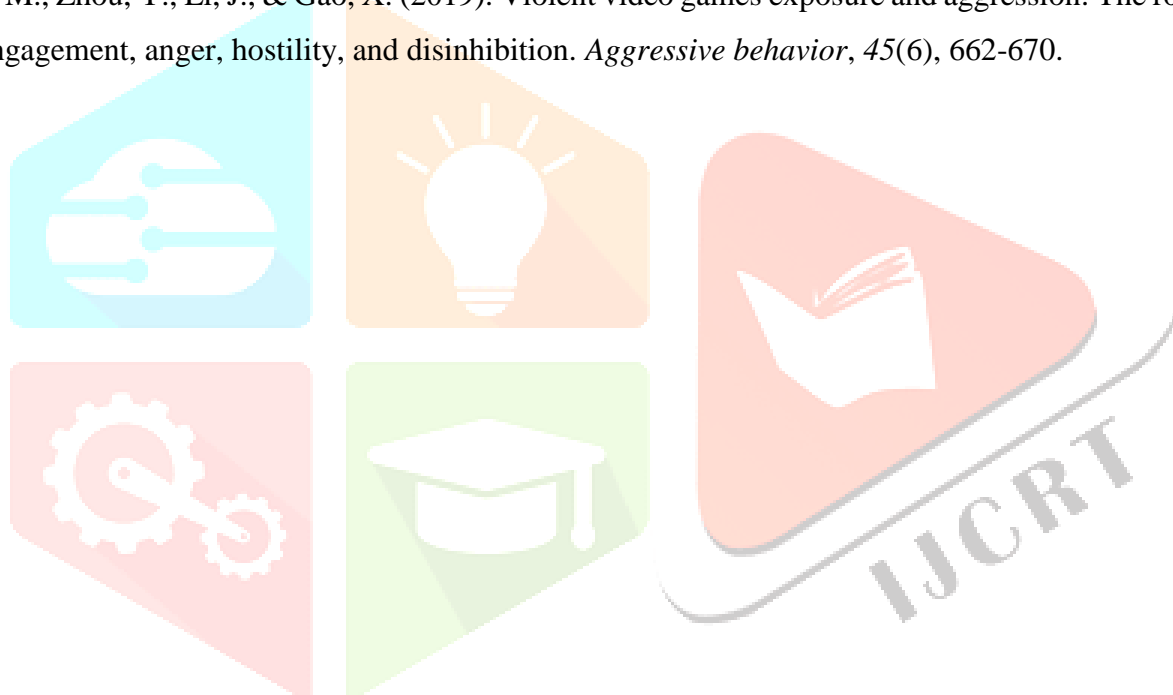 M., Zhou, Y., Li, J., & Gao, X. (2019). Violent video games exposure and aggression: The ro
ngagement, anger, hostility, and disinhibition. Aggressive behavior, 45(6), 662-670.
IJCRT